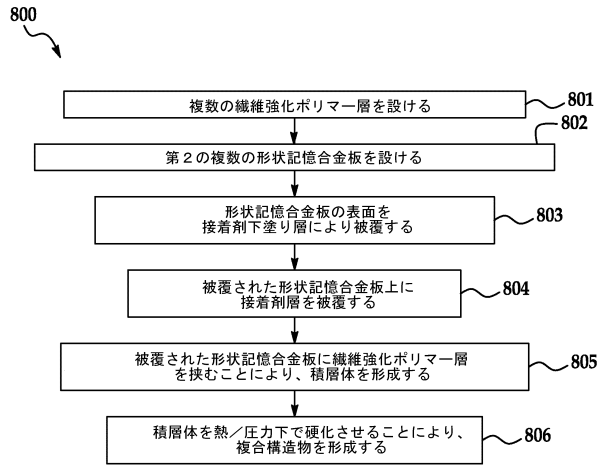 800
複数の繊維強化ポリマー層を設ける
801
802
第2の複数の形状記憶合金板を設ける
形状記憶合金板の表面を
接着剤下塗り層により被覆する
803
被覆された形状記憶合金板上に
接着剤層を被覆する
804
被覆された形状記憶合金板に繊維強化ポリマー層
を挟むことにより、積層体を形成する
805
積層体を熱／圧力下で硬化させることにより、
複合構造物を形成する
806